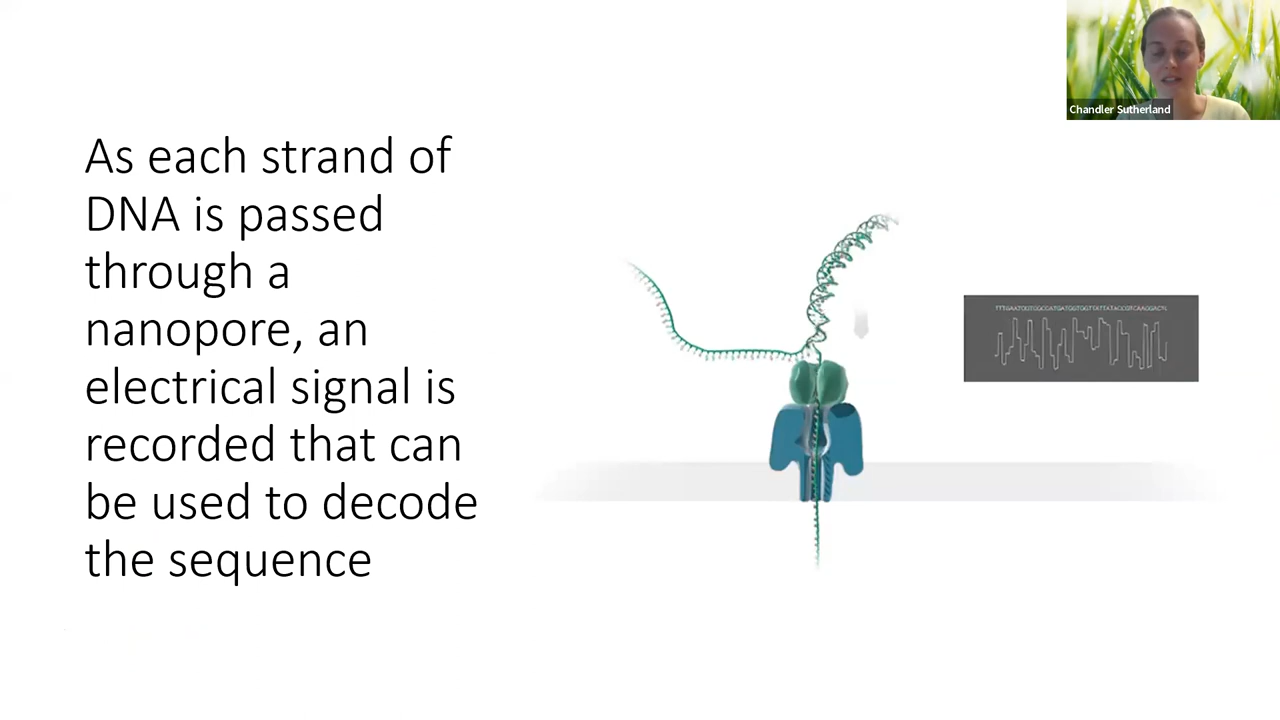 As each strand of
DNA is passed
through a
nanopore, an
electrical signal is
recorded that can
be used to decode
the sequence
Chandler Sutherland